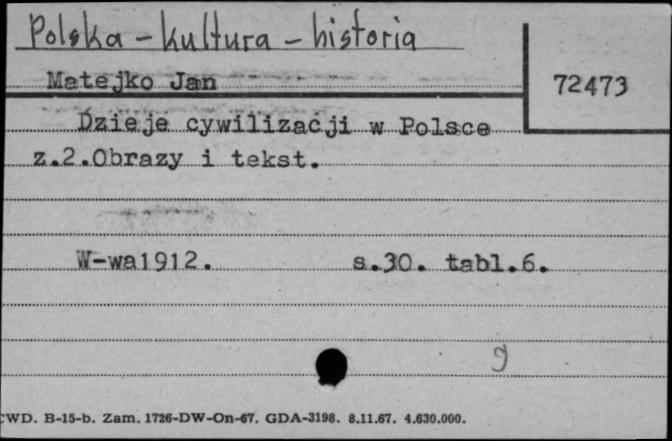 Polska - kultura - historia
Matejko Jan
72473
Dzieje cywilizacji w Polsce
z.2.Obrazy i tekst.
W-wa1912. s.30. tabl.6.
9
CWD. B-15-b. Zam. 1726-DW-On-67. GDA-3198. 8.11.67. 4.630.000.